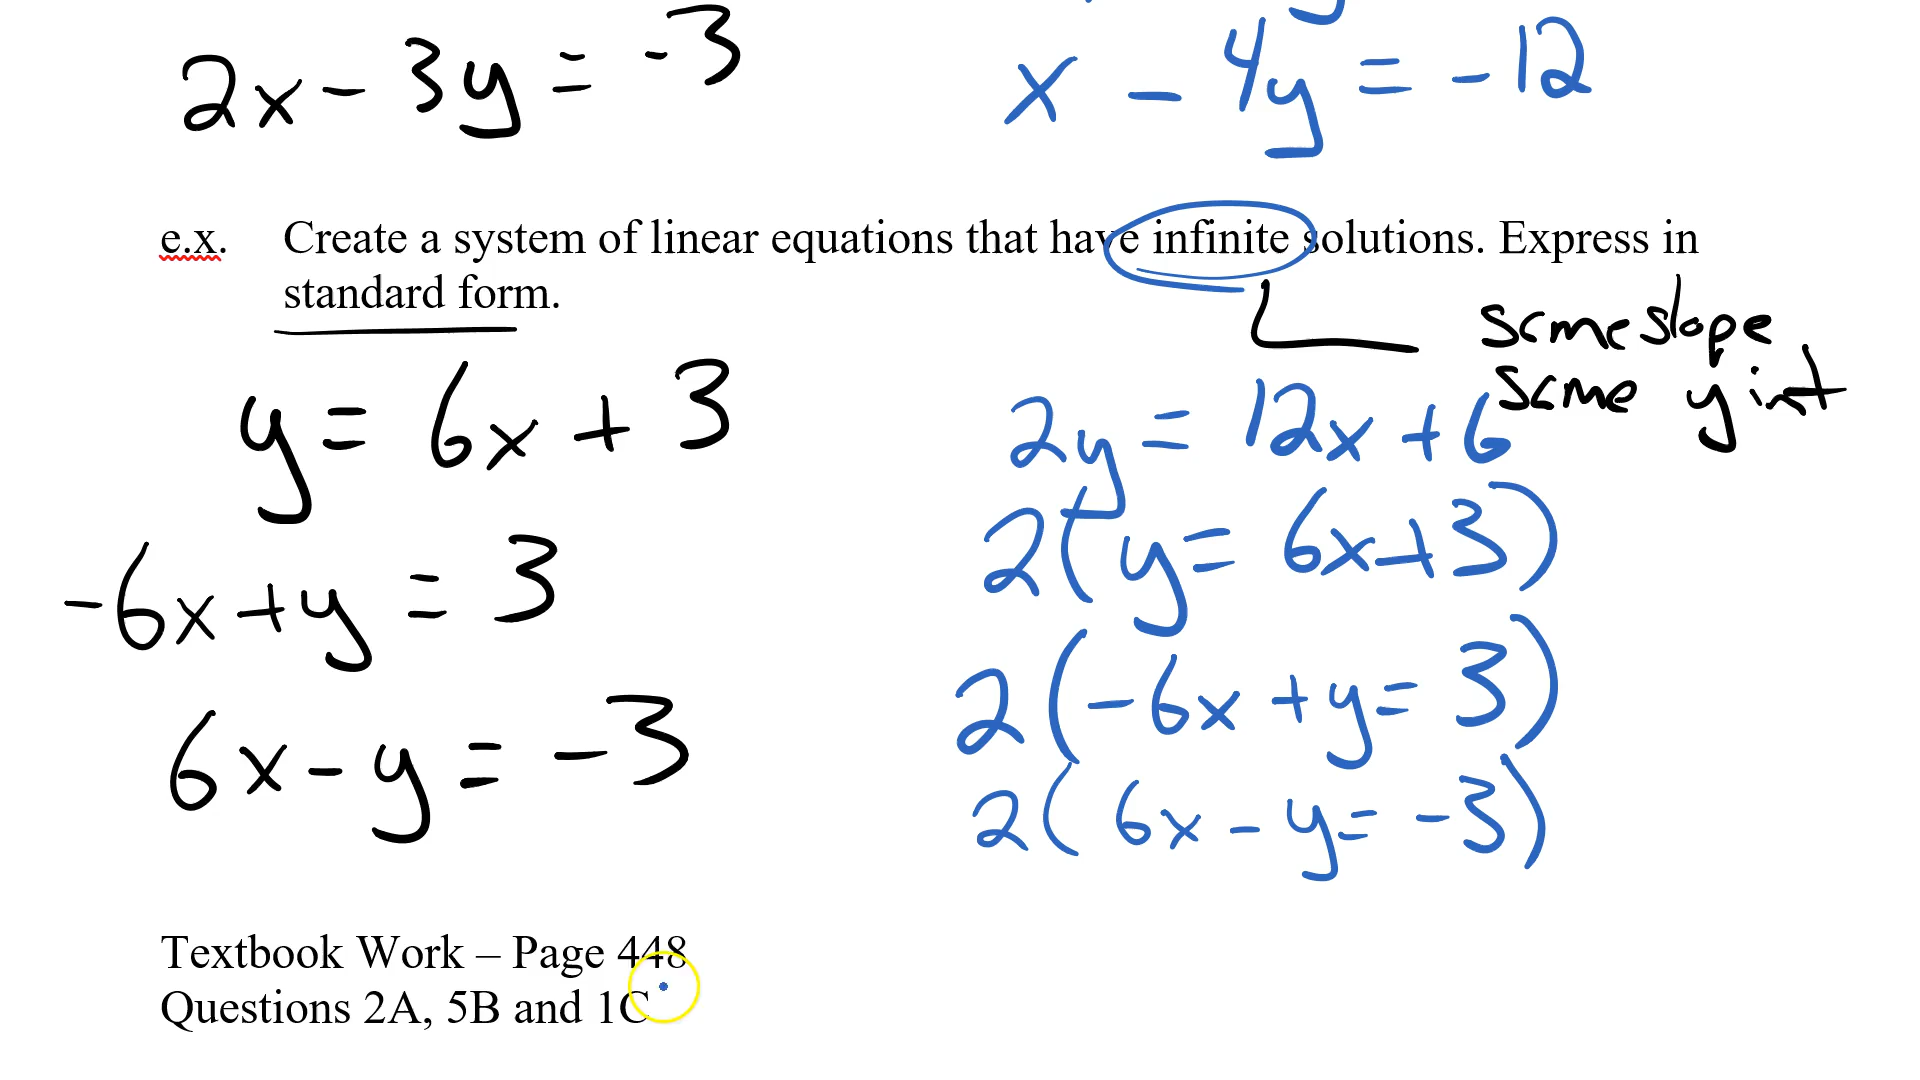 2x - 3y = -3
x - 4y = -12
e.x. Create a system of linear equations that have infinite solutions. Express in
standard form.
same slope
same y int
y = 6x + 3
2y = 12x + 6
2(y = 6x + 3)
-6x + y = 3
2(-6x + y = 3)
6x - y = -3
2(6x - y = -3)
Textbook Work – Page 448
Questions 2A, 5B and 1C